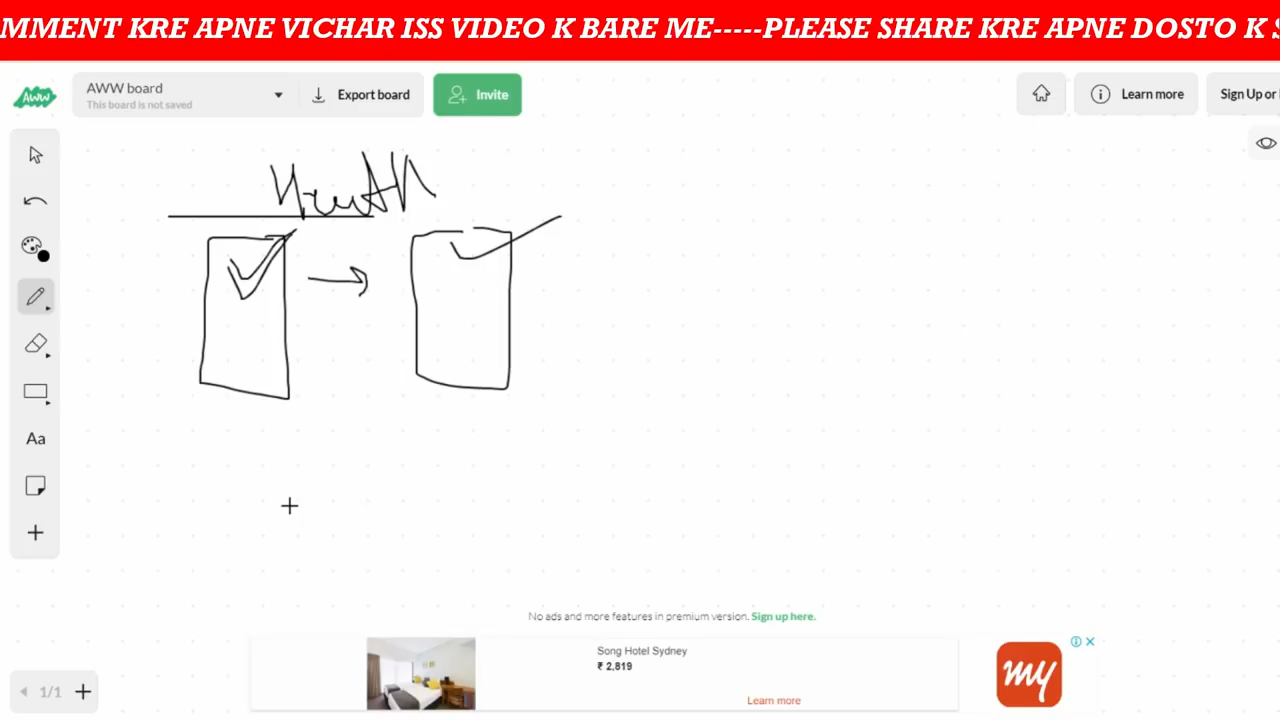 MMENT KRE APNE VICHAR ISS VIDEO K BARE ME-----PLEASE SHARE KRE APNE DOSTO K S
AWW
AWW board
This board is not saved
Export board
Invite
Learn more
Sign Up or
Aa
No ads and more features in premium version. Sign up here.
Song Hotel Sydney
₹ 2,819
Learn more
my
1/1